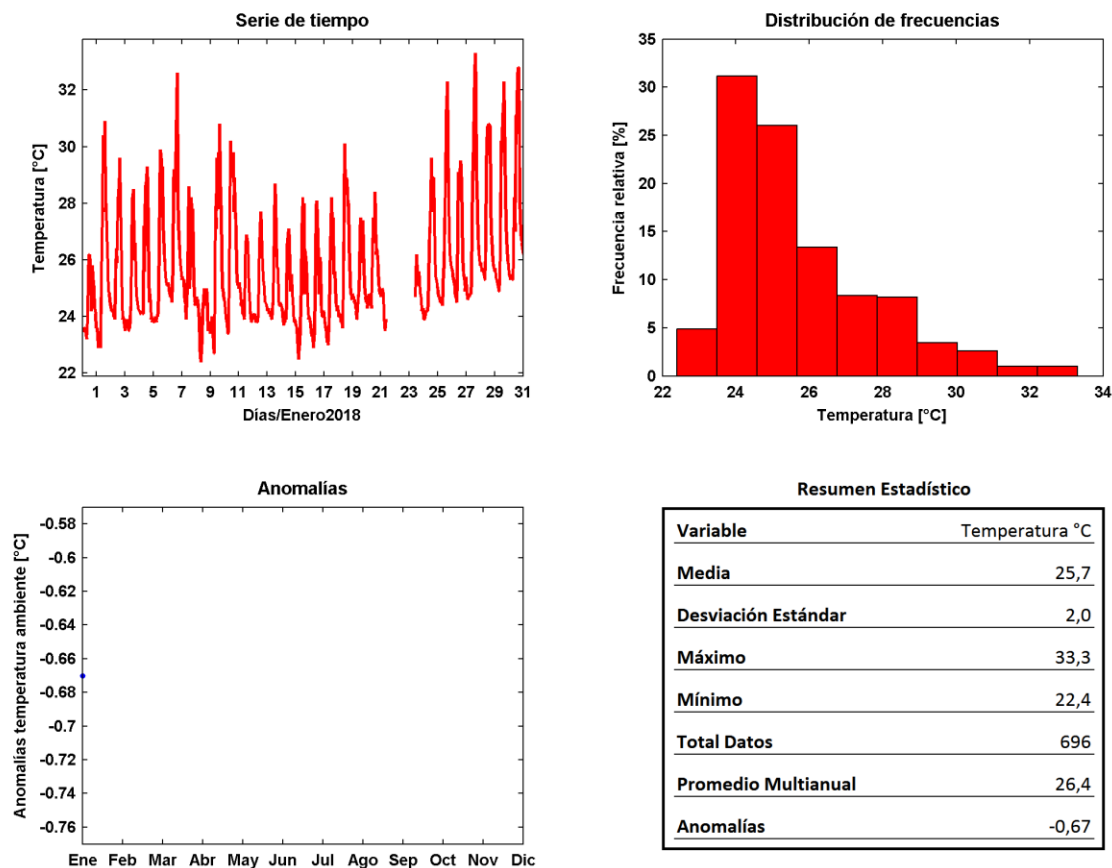 Serie de tiempo
Temperatura [°C]
32
30
28
26
24
22
1 3 5 7 9 11 13 15 17 19 21 23 25 27 29 31
Días/Enero2018
Distribución de frecuencias
Frecuencia relativa [%]
35
30
25
20
15
10
5
0
22 24 26 28 30 32 34
Temperatura [°C]
Anomalías
Anomalias temperatura ambiente [°C]
-0.58
-0.6
-0.62
-0.64
-0.66
-0.68
-0.7
-0.72
-0.74
-0.76
Ene Feb Mar Abr May Jun Jul Ago Sep Oct Nov Dic
Resumen Estadístico
Variable Temperatura °C
Media 25,7
Desviación Estándar 2,0
Máximo 33,3
Mínimo 22,4
Total Datos 696
Promedio Multianual 26,4
Anomalías -0,67